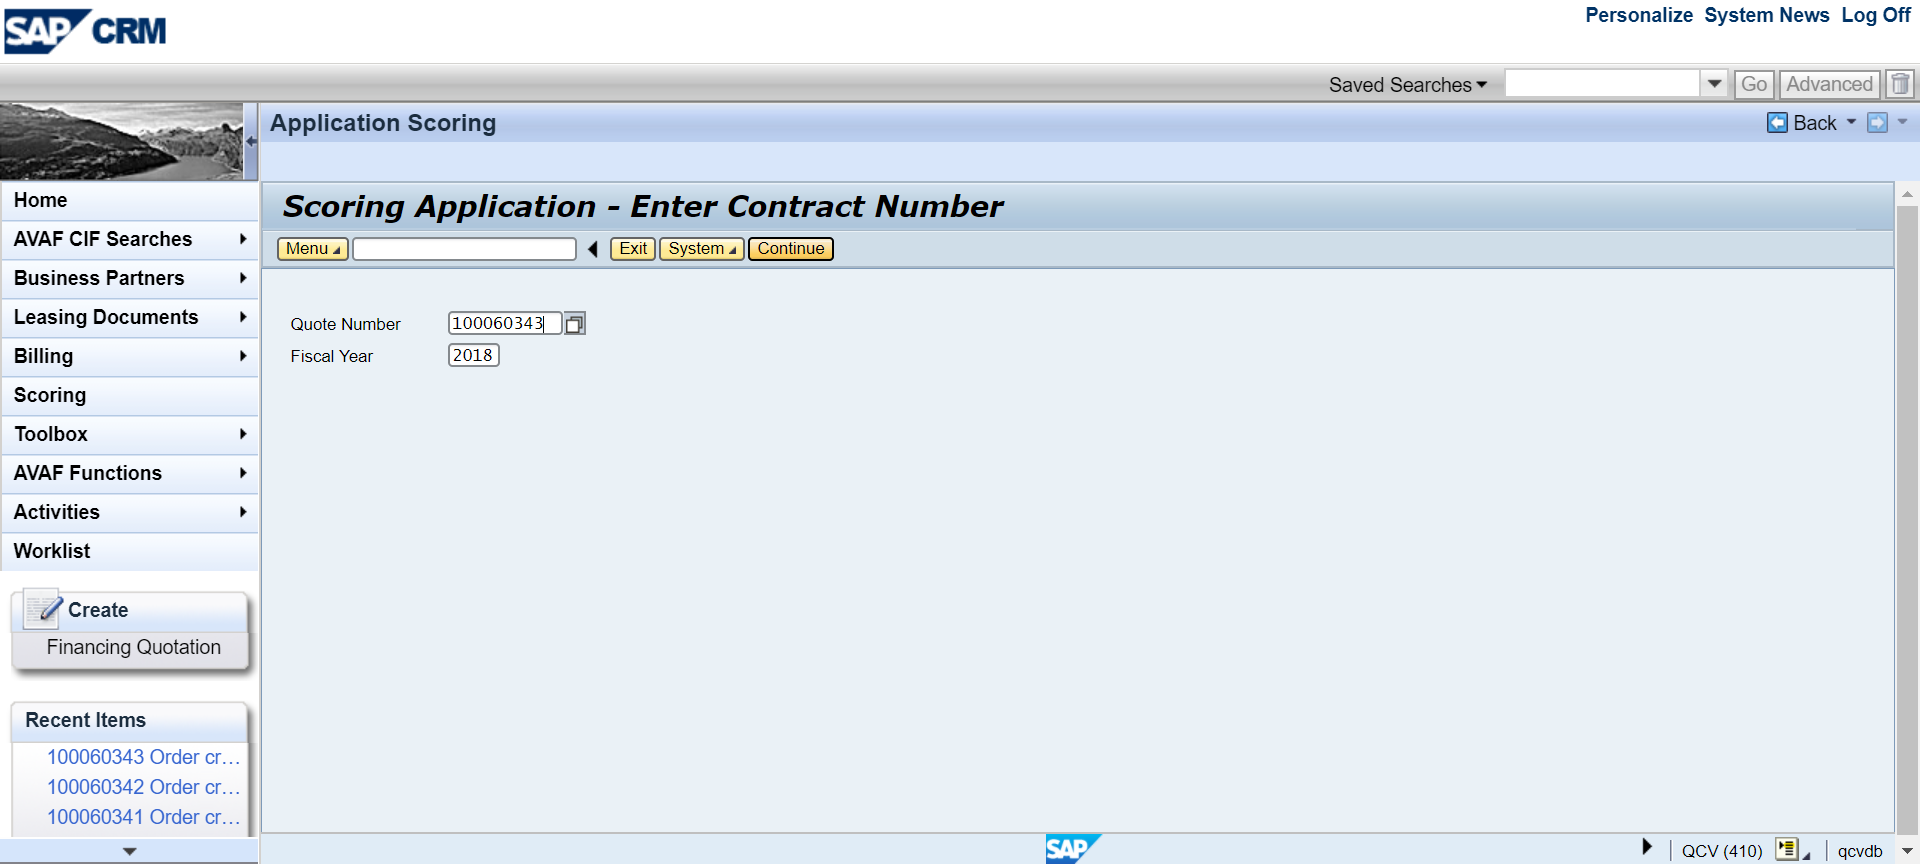 SAP CRM
Personalize System News Log Off
Saved Searches Go Advanced
Application Scoring
Back
Scoring Application - Enter Contract Number
Menu Exit System Continue
Quote Number 100060343
Fiscal Year 2018
Home
AVAF CIF Searches
Business Partners
Leasing Documents
Billing
Scoring
Toolbox
AVAF Functions
Activities
Worklist
Create
Financing Quotation
Recent Items
100060343 Order cr...
100060342 Order cr...
100060341 Order cr...
SAP
QCV (410) qcvdb